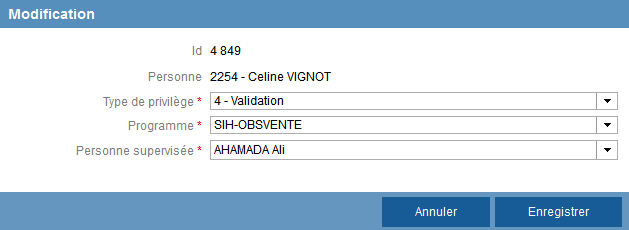 Modification
Id 4 849
Personne 2254 - Celine VIGNOT
Type de privilège * 4 - Validation
Programme * SIH-OBSVENTE
Personne supervisée * AHAMADA Ali
Annuler Enregistrer